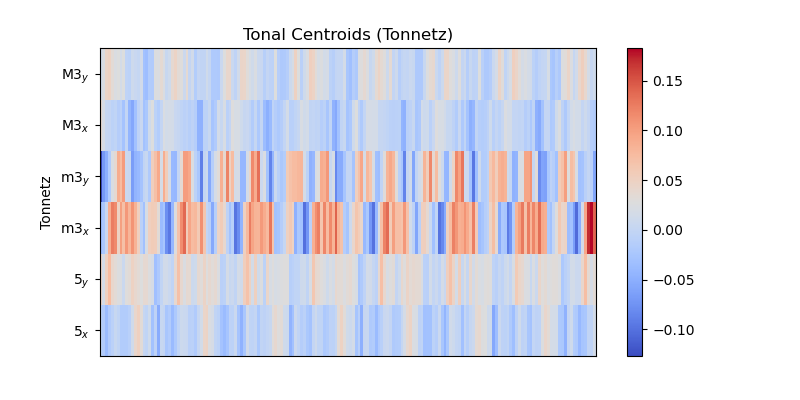 Tonal Centroids (Tonnetz)
Tonnetz
M3y
M3x
m3y
m3x
5y
5x
0.15
0.10
0.05
0.00
−0.05
−0.10